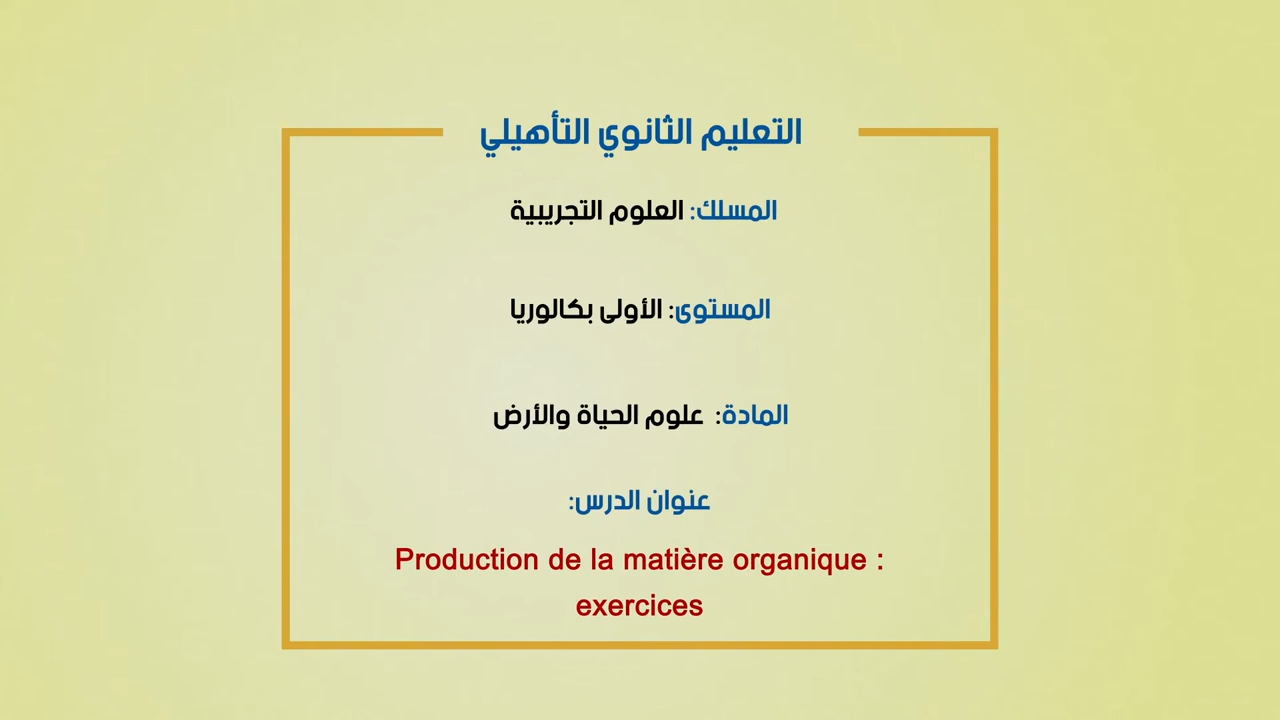 التعليم الثانوي التأهيلي
المسلك: العلوم التجريبية
المستوى: الأولى بكالوريا
المادة: علوم الحياة والأرض
عنوان الدرس:
Production de la matière organique :
exercices